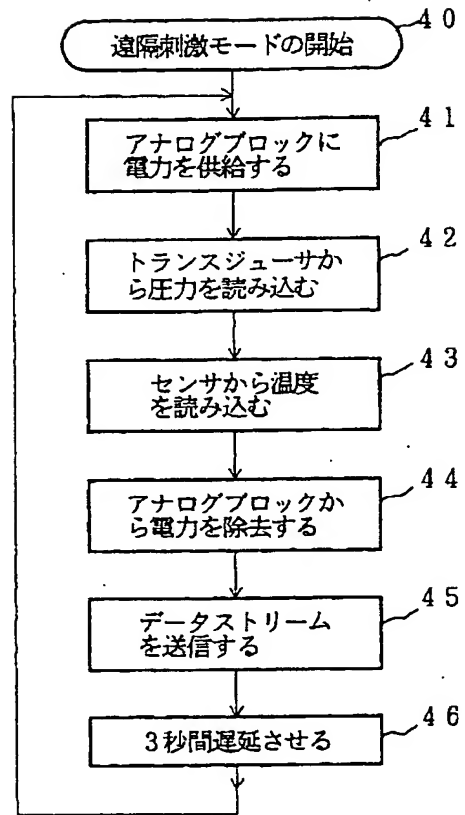 40
遠隔刺激モードの開始
41
アナログブロックに
電力を供給する
42
トランスジューサか
ら圧力を読み込む
43
センサから温度
を読み込む
44
アナログブロックか
ら電力を除去する
45
データストリーム
を送信する
46
3秒間遅延させる